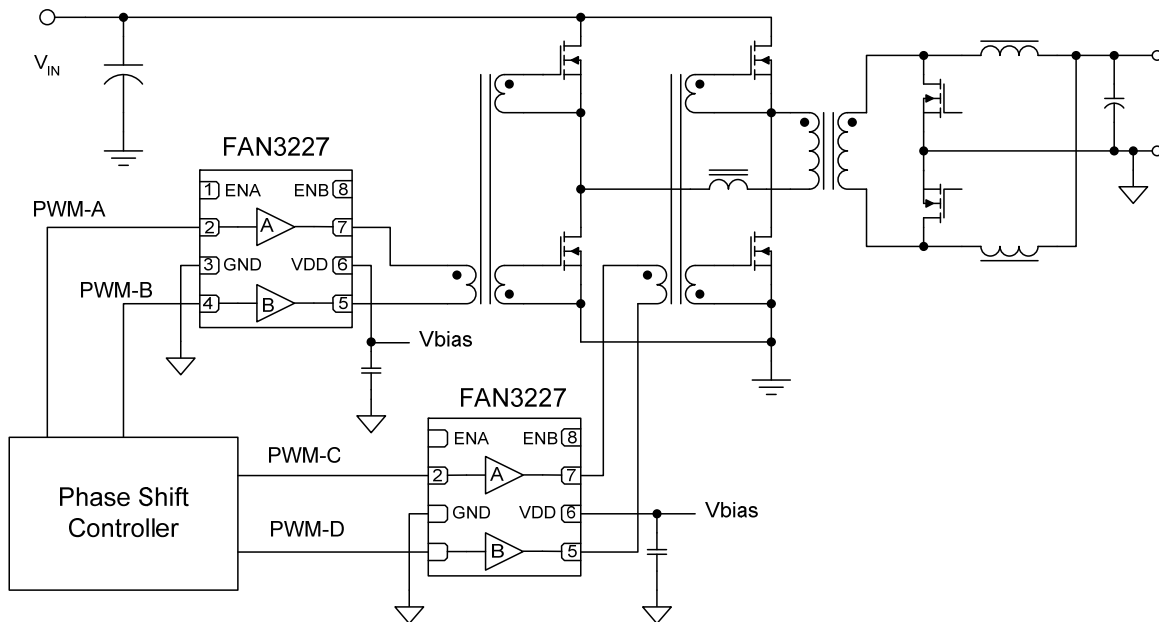 V_IN
FAN3227
1 ENA ENB 8
PWM-A
2 A 7
3 GND VDD 6
PWM-B
4 B 5
Vbias
FAN3227
ENA ENB 8
PWM-C
2 A 7
GND VDD 6
Vbias
PWM-D
B 5
Phase Shift
Controller